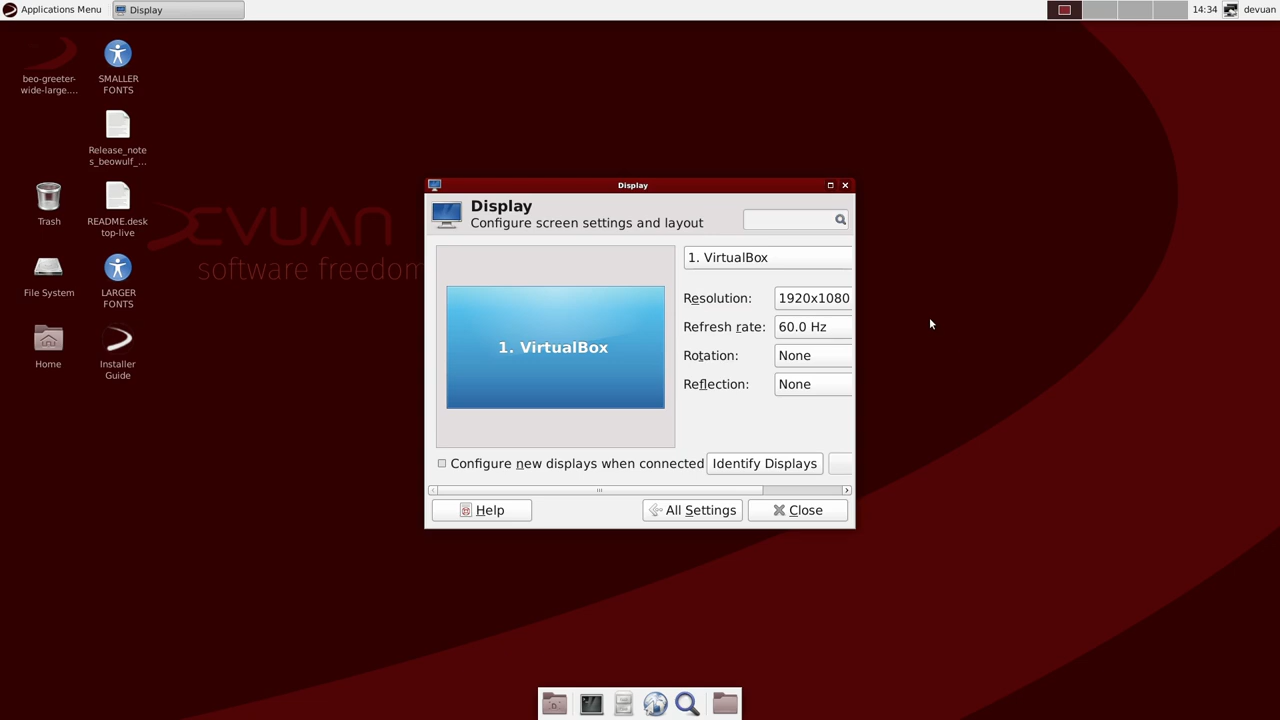 Applications Menu
Display
14:34
devuan
beo-greeter-
wide-large....
SMALLER
FONTS
Release_note
s_beowulf_...
Trash
README.desk
top-live
File System
LARGER
FONTS
Home
Installer
Guide
EVUAN
software freedom
Display
Display
Configure screen settings and layout
1. VirtualBox
1. VirtualBox
Resolution:
1920x1080
Refresh rate:
60.0 Hz
Rotation:
None
Reflection:
None
Configure new displays when connected
Identify Displays
Help
All Settings
Close